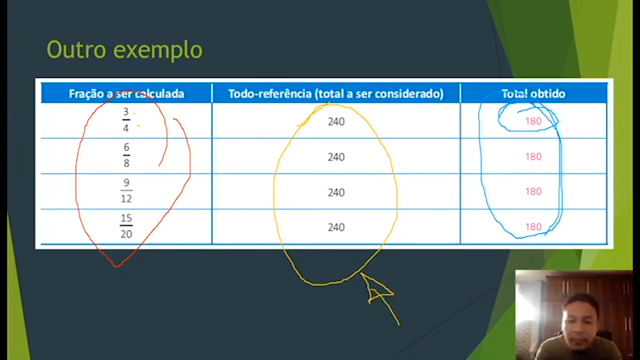 Outro exemplo
Fração a ser calculada Todo-referência (total a ser considerado) Total obtido
3/4 240 180
6/8 240 180
9/12 240 180
15/20 240 180